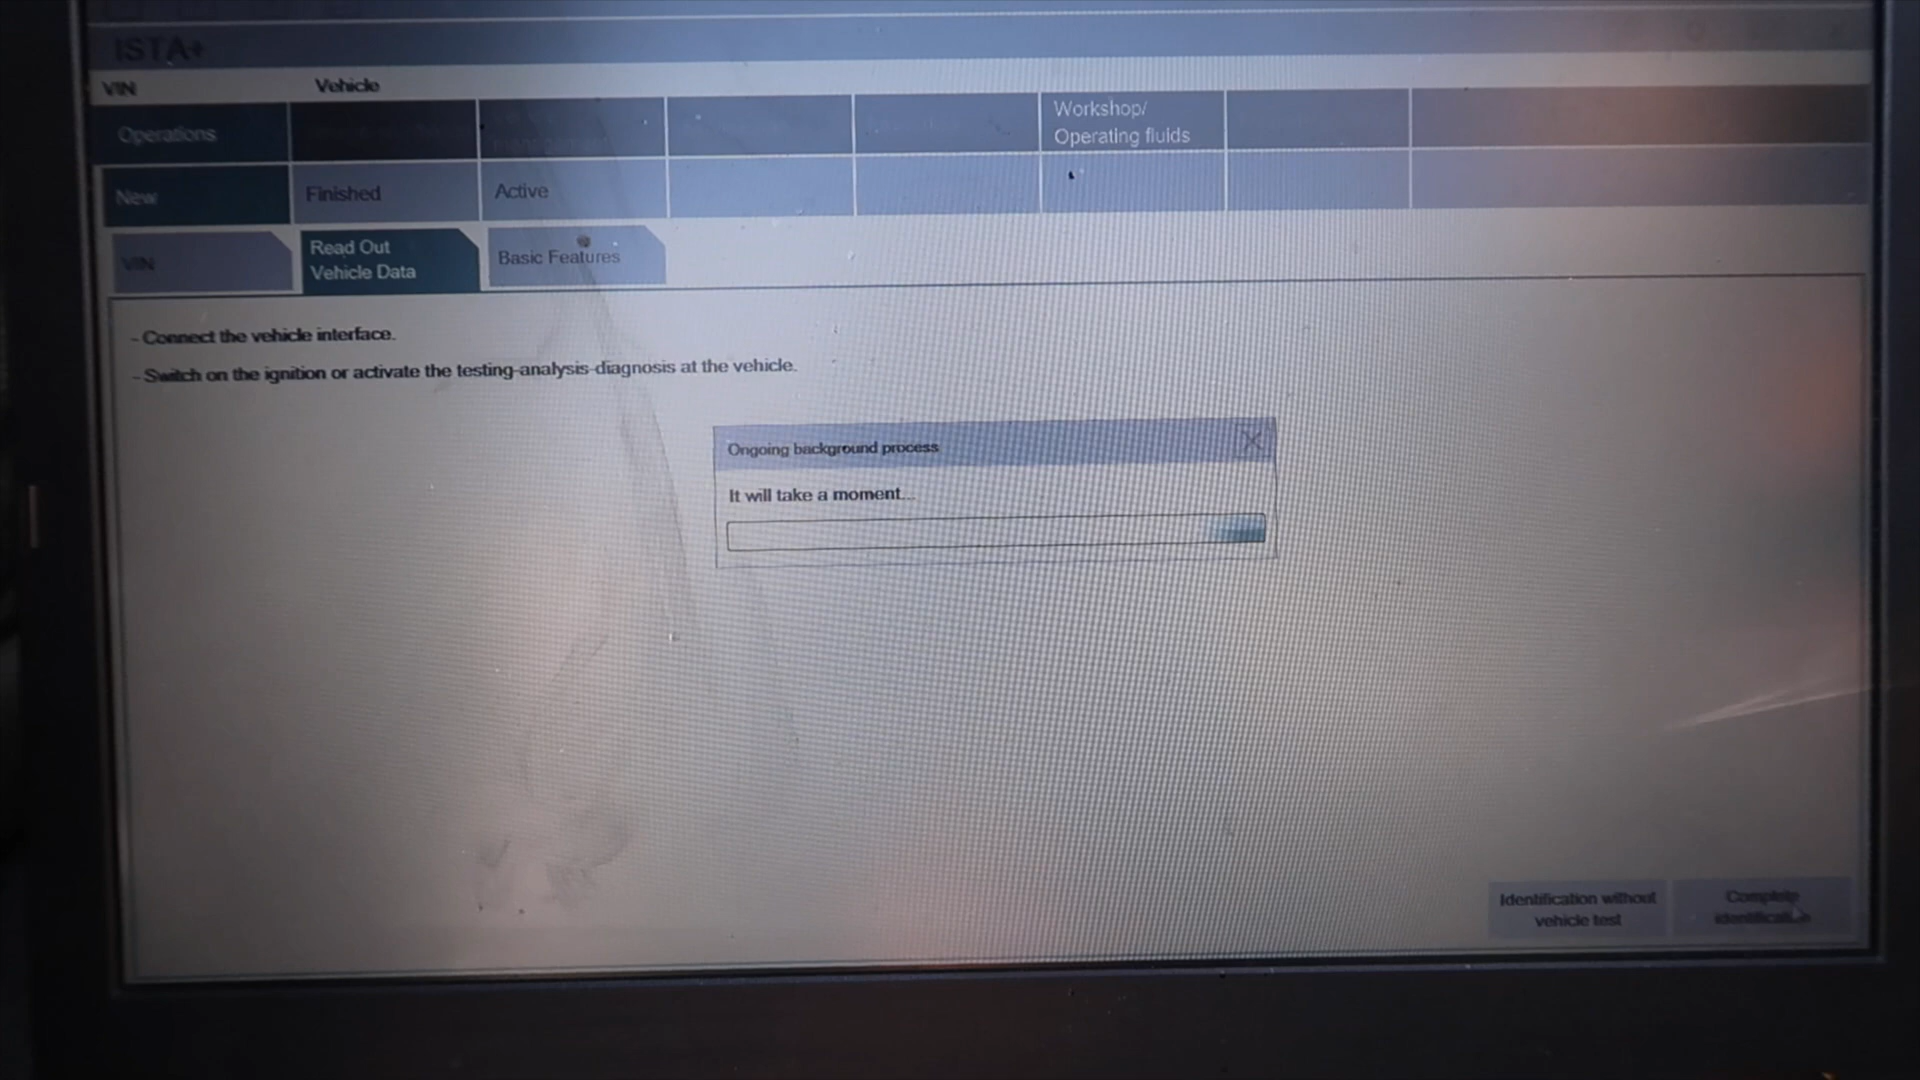 ISTA+
VIN
Vehicle
Operations
Workshop/
Operating fluids
New
Finished
Active
VIN
Read Out
Vehicle Data
Basic Features
- Connect the vehicle interface.
- Switch on the ignition or activate the testing-analysis-diagnosis at the vehicle.
Ongoing background process
It will take a moment...
Identification without
vehicle test
Complete
identification